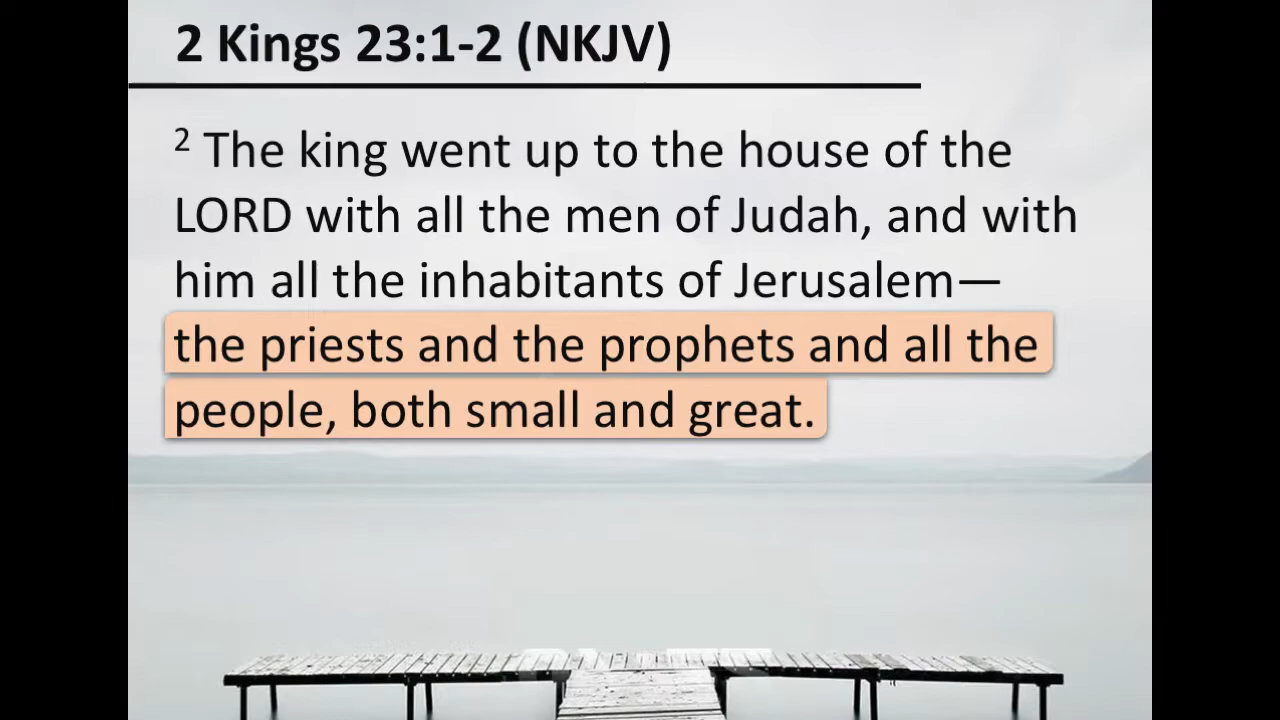 2 Kings 23:1-2 (NKJV)
2 The king went up to the house of the
LORD with all the men of Judah, and with
him all the inhabitants of Jerusalem—
the priests and the prophets and all the
people, both small and great.